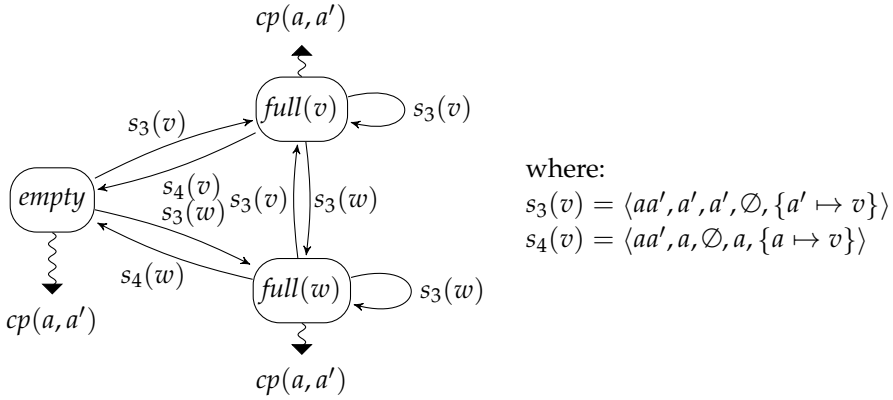 cp(a, a′)
full(v)
s₃(v)
s₃(v)
empty
s₄(v)
s₃(w)
s₃(v)
s₃(w)
s₄(w)
full(w)
s₃(w)
cp(a, a′)
cp(a, a′)
where:
s₃(v) = ⟨aa′, a′, a′, ∅, {a′ ↦ v}⟩
s₄(v) = ⟨aa′, a, ∅, a, {a ↦ v}⟩